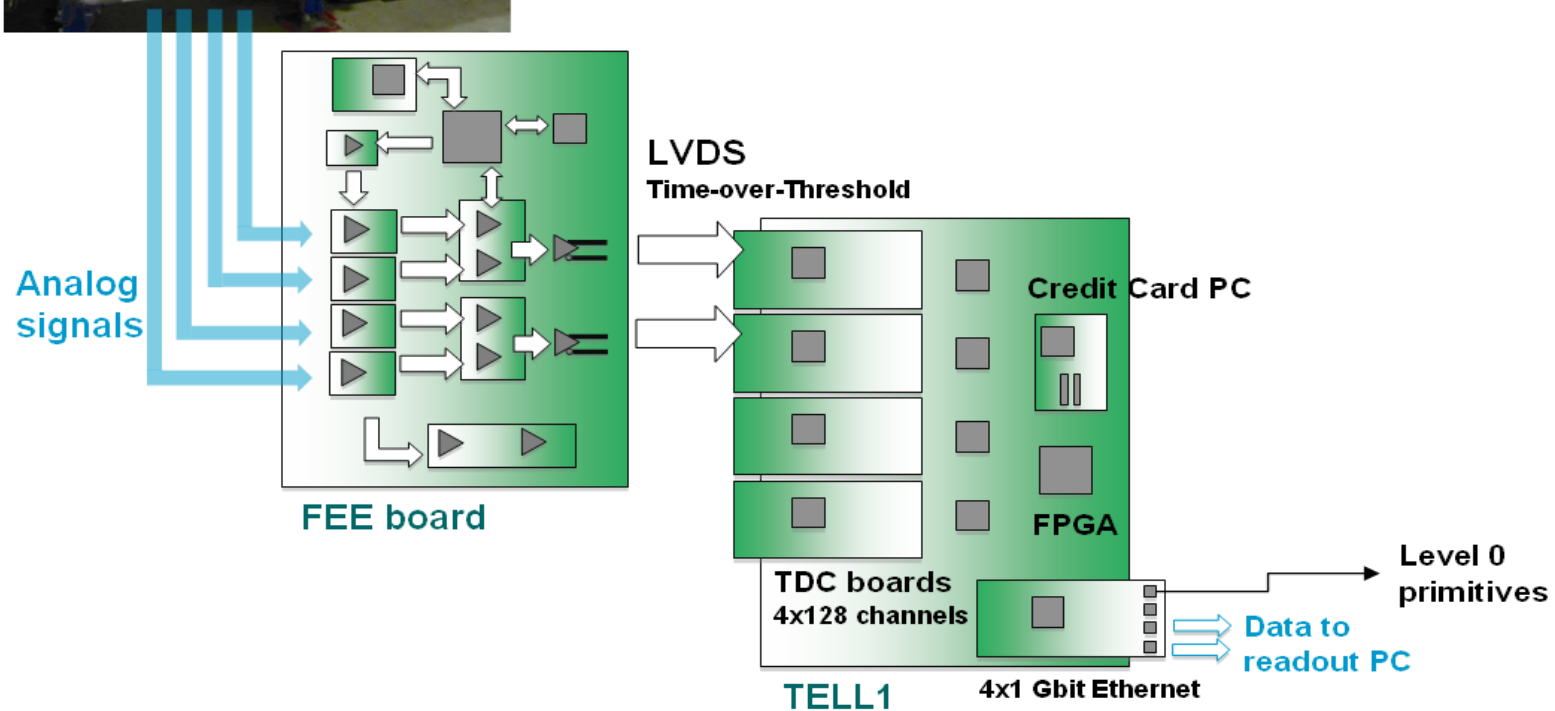 LVDS
Time-over-Threshold
Analog
signals
Credit Card PC
FEE board
FPGA
TDC boards
4x128 channels
Level 0
primitives
Data to
readout PC
TELL1
4x1 Gbit Ethernet